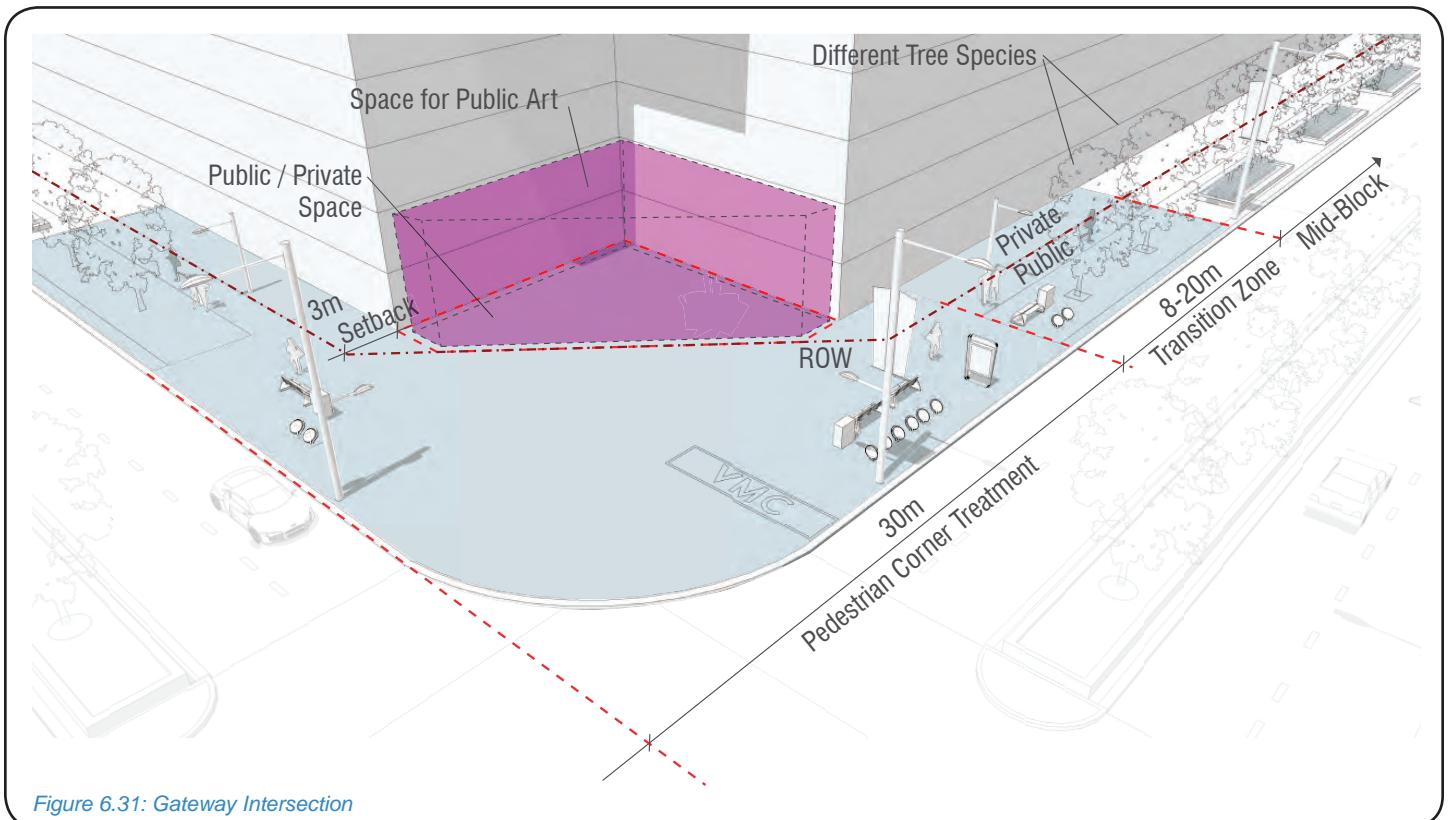 Different Tree Species
Space for Public Art
Public / Private
Space
3m
Setback
ROW
Private
Public
Mid-Block
8-20m
Transition Zone
VMC
30m
Pedestrian Corner Treatment
Figure 6.31: Gateway Intersection